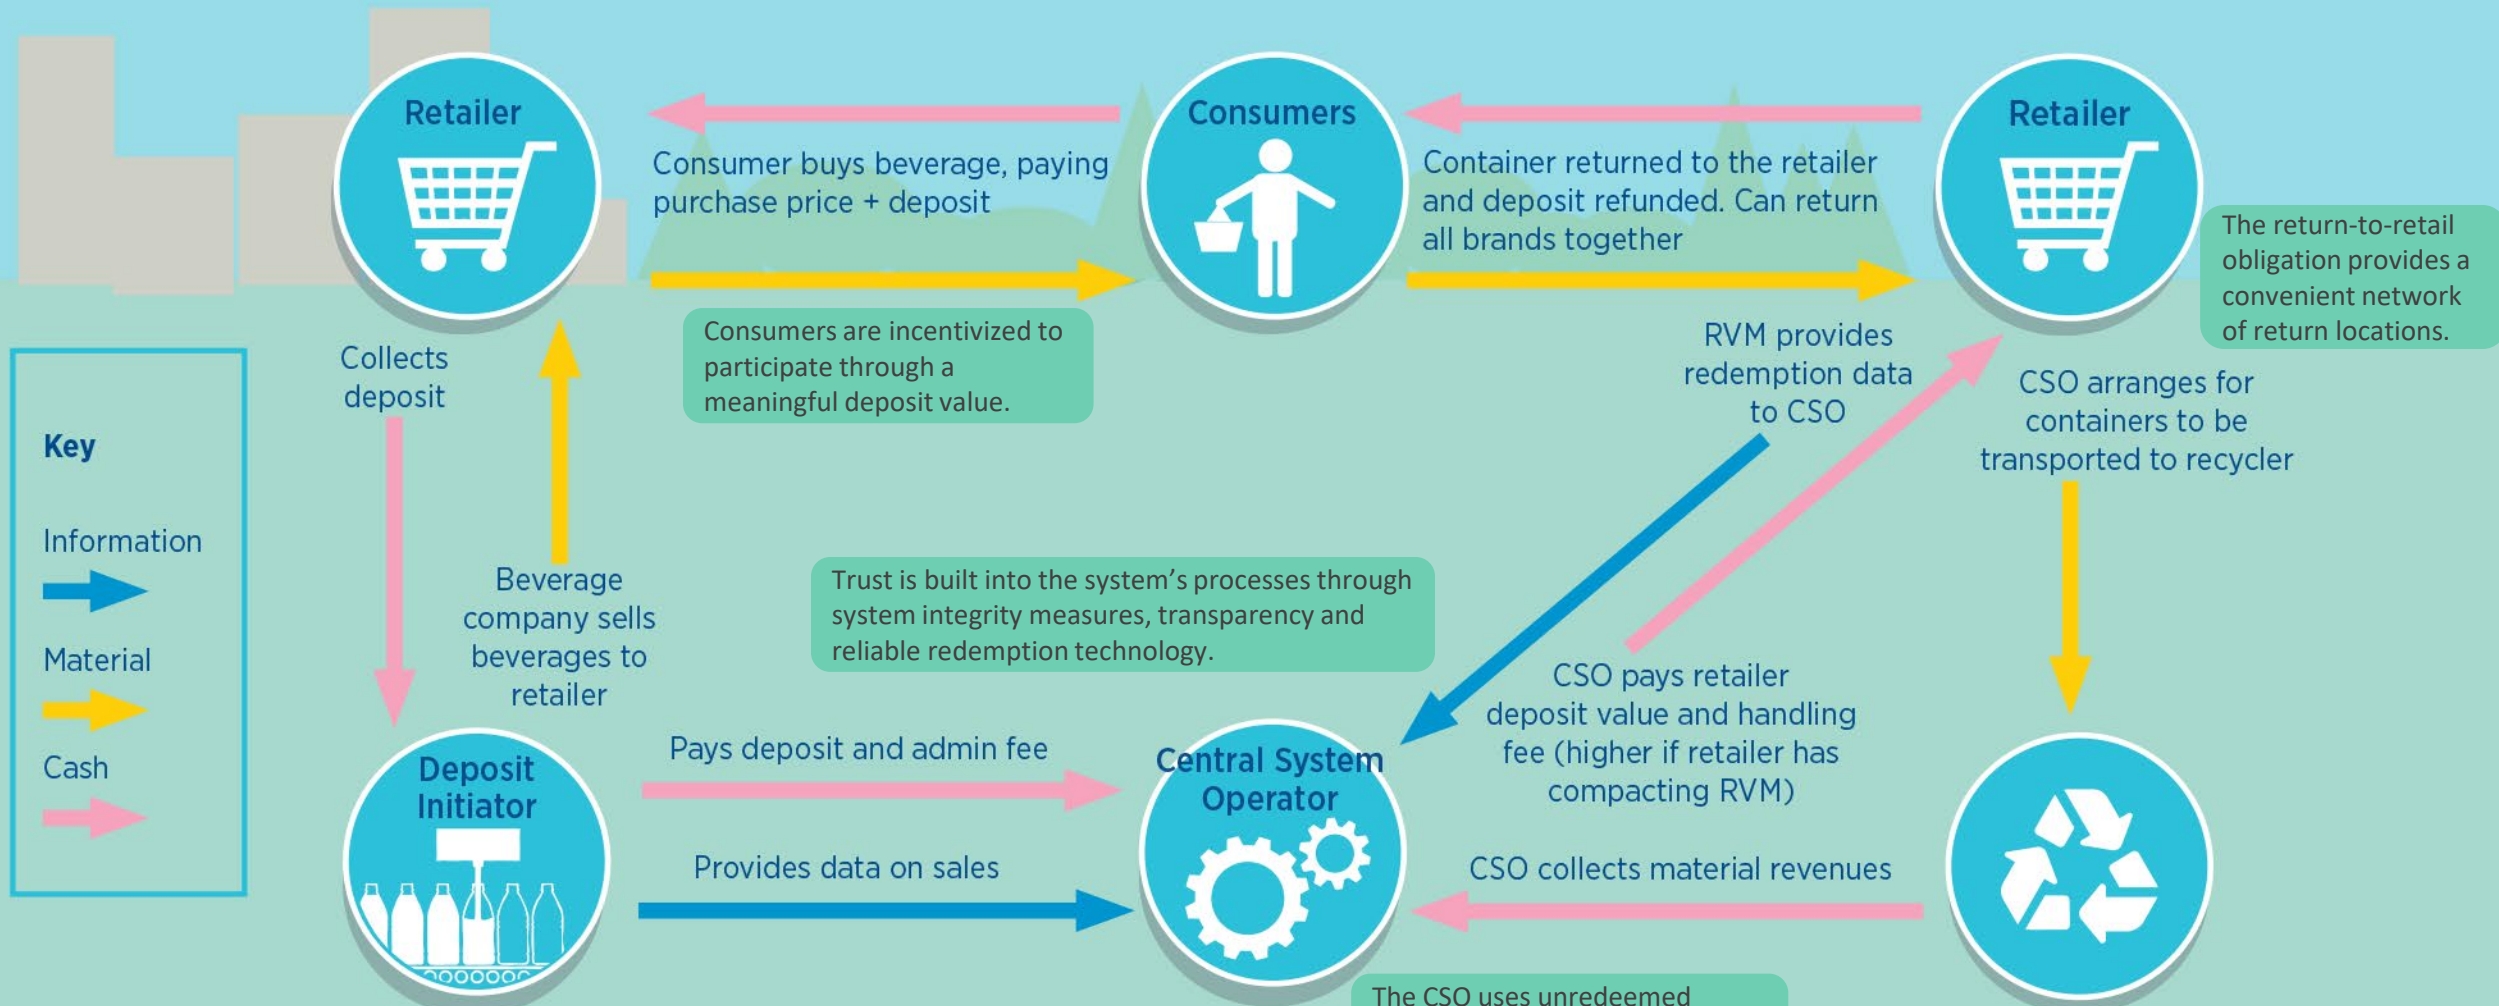 Retailer
Consumer buys beverage, paying
purchase price + deposit
Consumers
Container returned to the retailer
and deposit refunded. Can return
all brands together
Retailer
The return-to-retail
obligation provides a
convenient network
of return locations.
Consumers are incentivized to
participate through a
meaningful deposit value.
Collects
deposit
RVM provides
redemption data
to CSO
CSO arranges for
containers to be
transported to recycler
Key
Information
Material
Cash
Beverage
company sells
beverages to
retailer
Trust is built into the system’s processes through
system integrity measures, transparency and
reliable redemption technology.
CSO pays retailer
deposit value and handling
fee (higher if retailer has
compacting RVM)
Deposit
Initiator
Pays deposit and admin fee
Provides data on sales
Central System
Operator
CSO collects material revenues
The CSO uses unredeemed